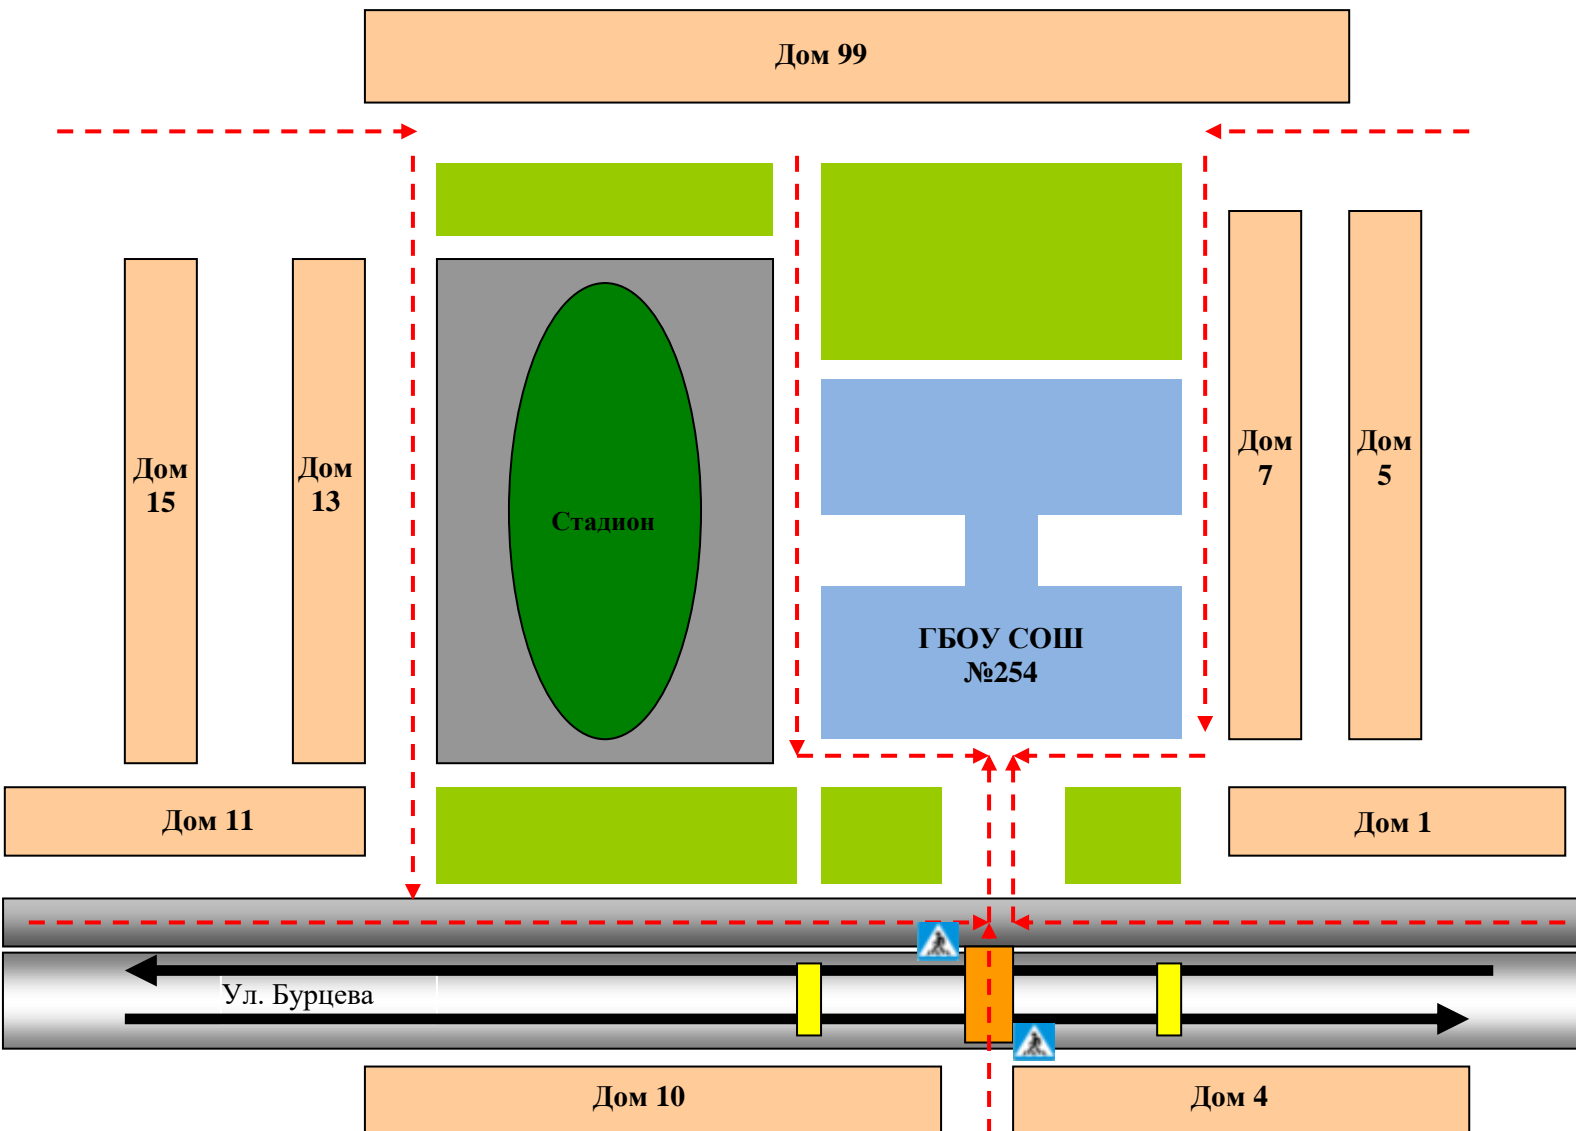 Дом 99
Дом
15
Дом
13
Стадион
Дом
7
Дом
5
ГБОУ СОШ
№254
Дом 11
Дом 1
Ул. Бурцева
Дом 10
Дом 4